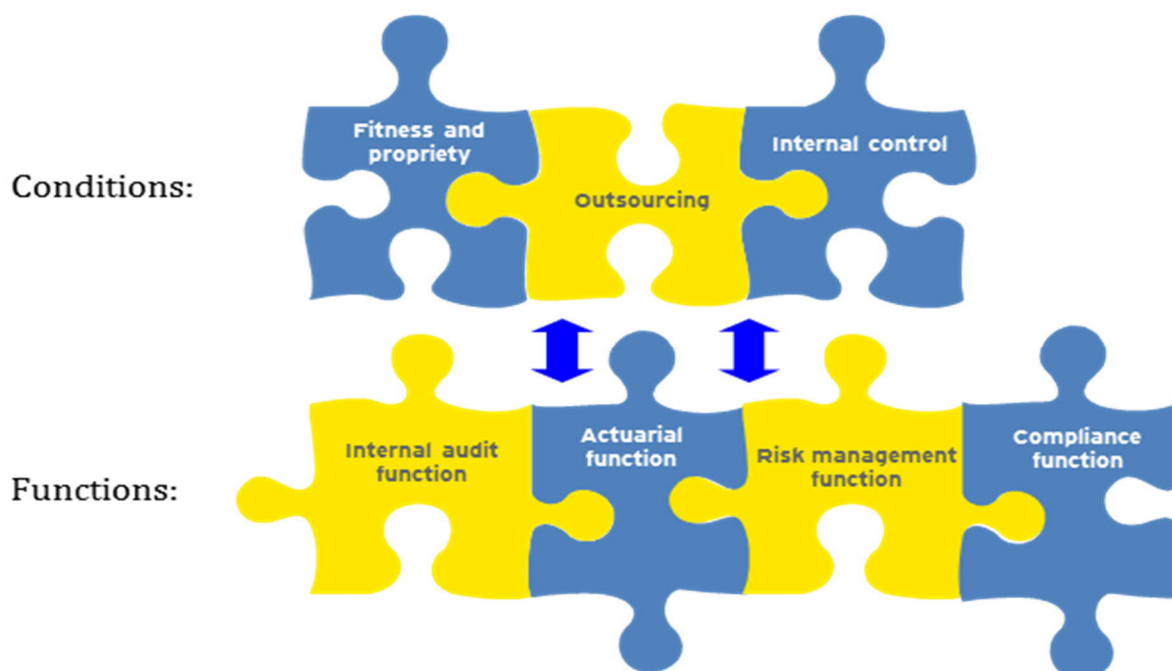 Conditions:
Fitness and
propriety
Outsourcing
Internal control
Functions:
Internal audit
function
Actuarial
function
Risk management
function
Compliance
function